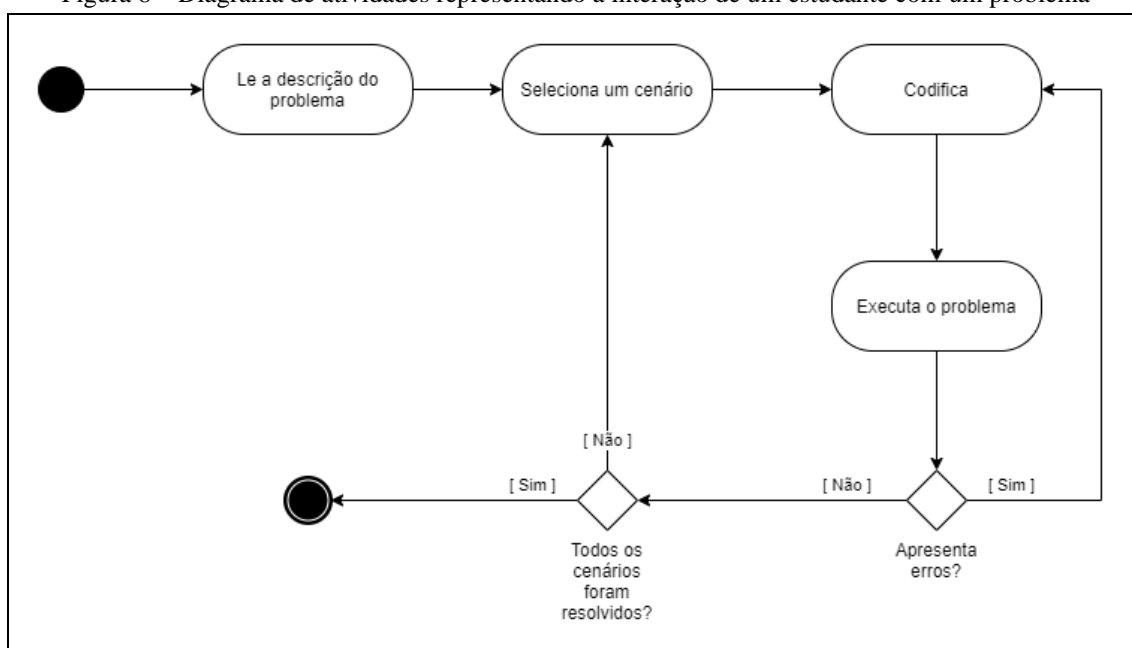 Figura 8 – Diagrama de atividades representando a interação de um estudante com um problema
Le a descrição do
problema
Seleciona um cenário
Codifica
Executa o problema
[ Não ]
[ Sim ]
[ Não ]
[ Sim ]
Todos os
cenários
foram
resolvidos?
Apresenta
erros?